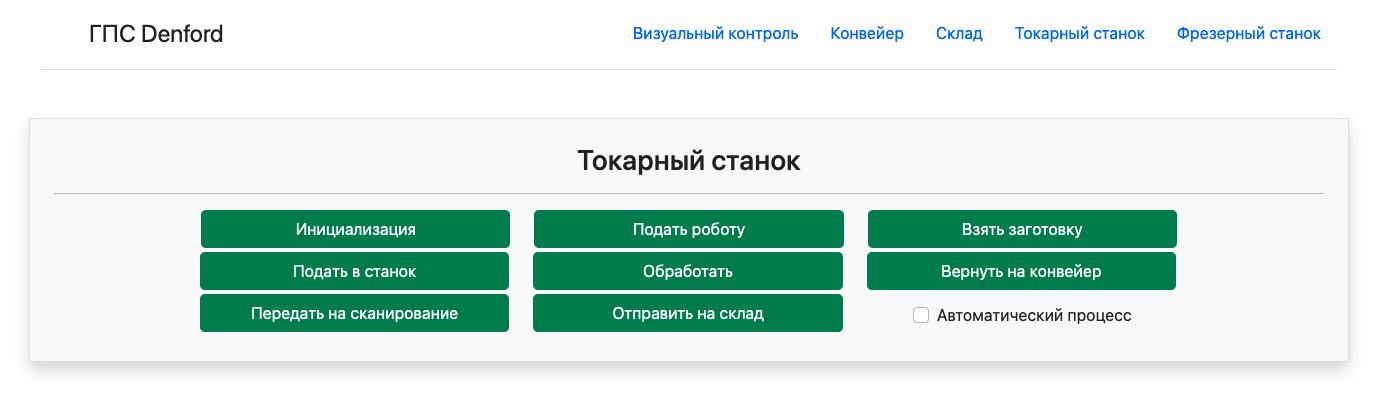 ГПС Denford Визуальный контроль Конвейер Склад Токарный станок Фрезерный станок
Токарный станок
Инициализация Подать роботу Взять заготовку
Подать в станок Обработать Вернуть на конвейер
Передать на сканирование Отправить на склад Автоматический процесс